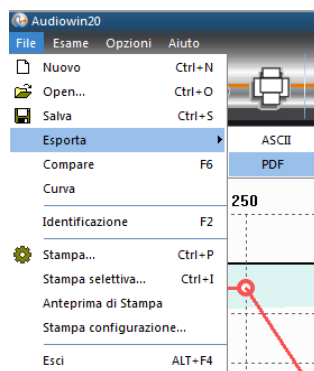 Audiowin20
File Esame Opzioni Aiuto
Nuovo Ctrl+N
Open... Ctrl+O
Salva Ctrl+S
Esporta ASCII
Compare F6 PDF
Curva
250
Identificazione F2
Stampa... Ctrl+P
Stampa selettiva... Ctrl+I
Anteprima di Stampa
Stampa configurazione...
Esci ALT+F4